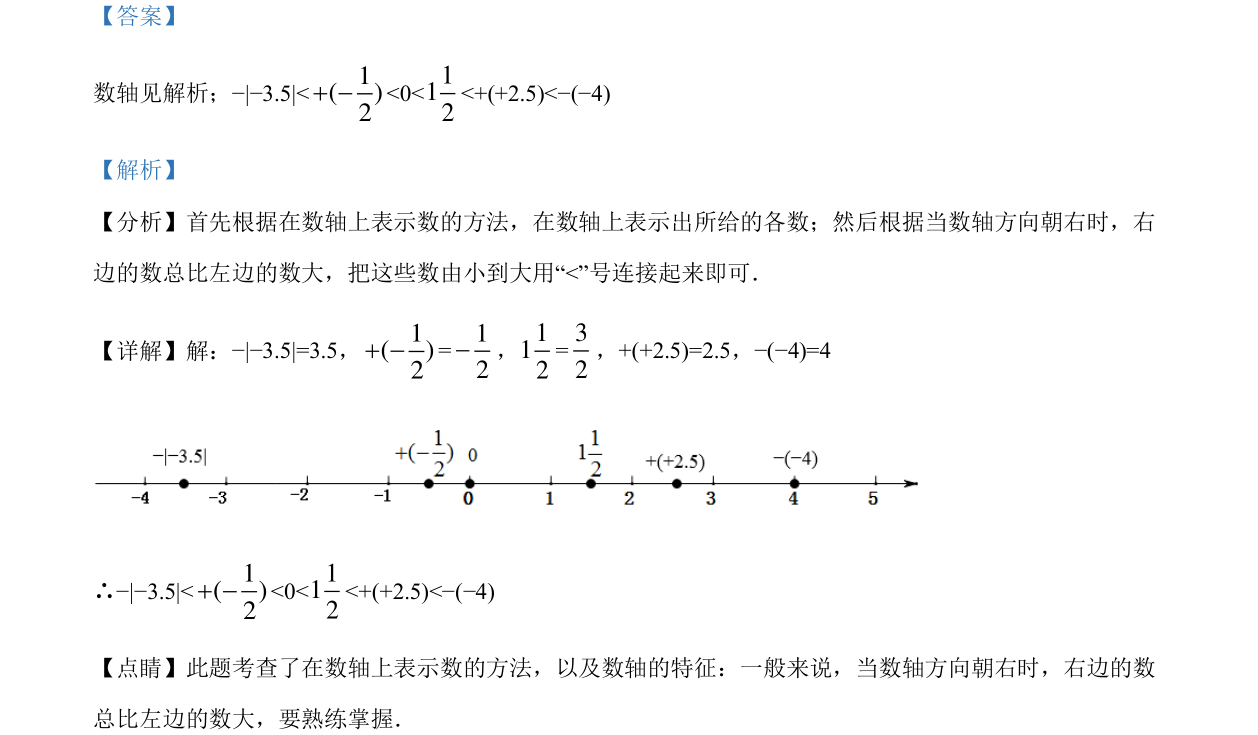 【答案】
数轴见解析；−|−3.5|<+(−1/2)<0<1 1/2<+(+2.5)<−(−4)
【解析】
【分析】首先根据在数轴上表示数的方法，在数轴上表示出所给的各数；然后根据当数轴方向朝右时，右
边的数总比左边的数大，把这些数由小到大用“<”号连接起来即可．
【详解】解：−|−3.5|=3.5，+(−1/2)=−1/2，1 1/2=3/2，+(+2.5)=2.5，−(−4)=4
−|−3.5| +(−1/2) 0 1 1/2 +(+2.5) −(−4)
−4 −3 −2 −1 0 1 2 3 4 5
∴−|−3.5|<+(−1/2)<0<1 1/2<+(+2.5)<−(−4)
【点睛】此题考查了在数轴上表示数的方法，以及数轴的特征：一般来说，当数轴方向朝右时，右边的数
总比左边的数大，要熟练掌握．